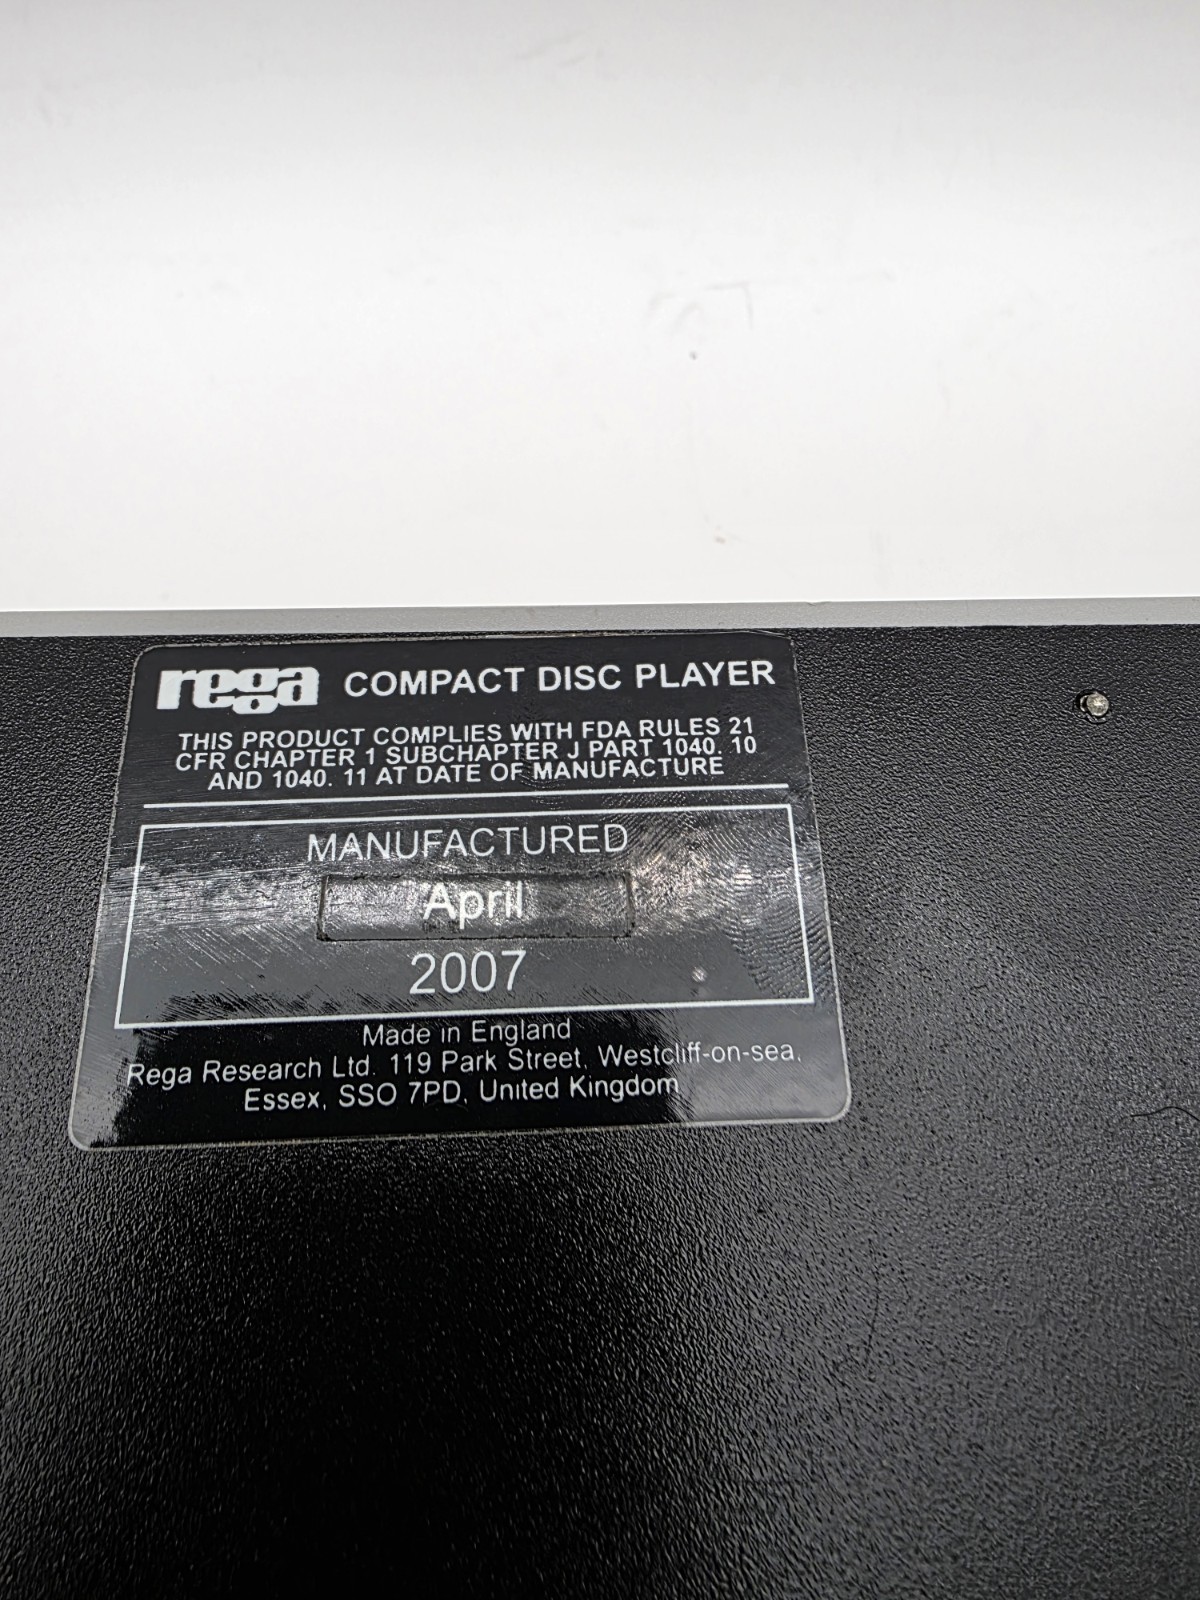 rega COMPACT DISC PLAYER
THIS PRODUCT COMPLIES WITH FDA RULES 21
CFR CHAPTER 1 SUBCHAPTER J PART 1040. 10
AND 1040. 11 AT DATE OF MANUFACTURE
MANUFACTURED
April
2007
Made in England
Rega Research Ltd. 119 Park Street, Westcliff-on-sea,
Essex, SSO 7PD, United Kingdom